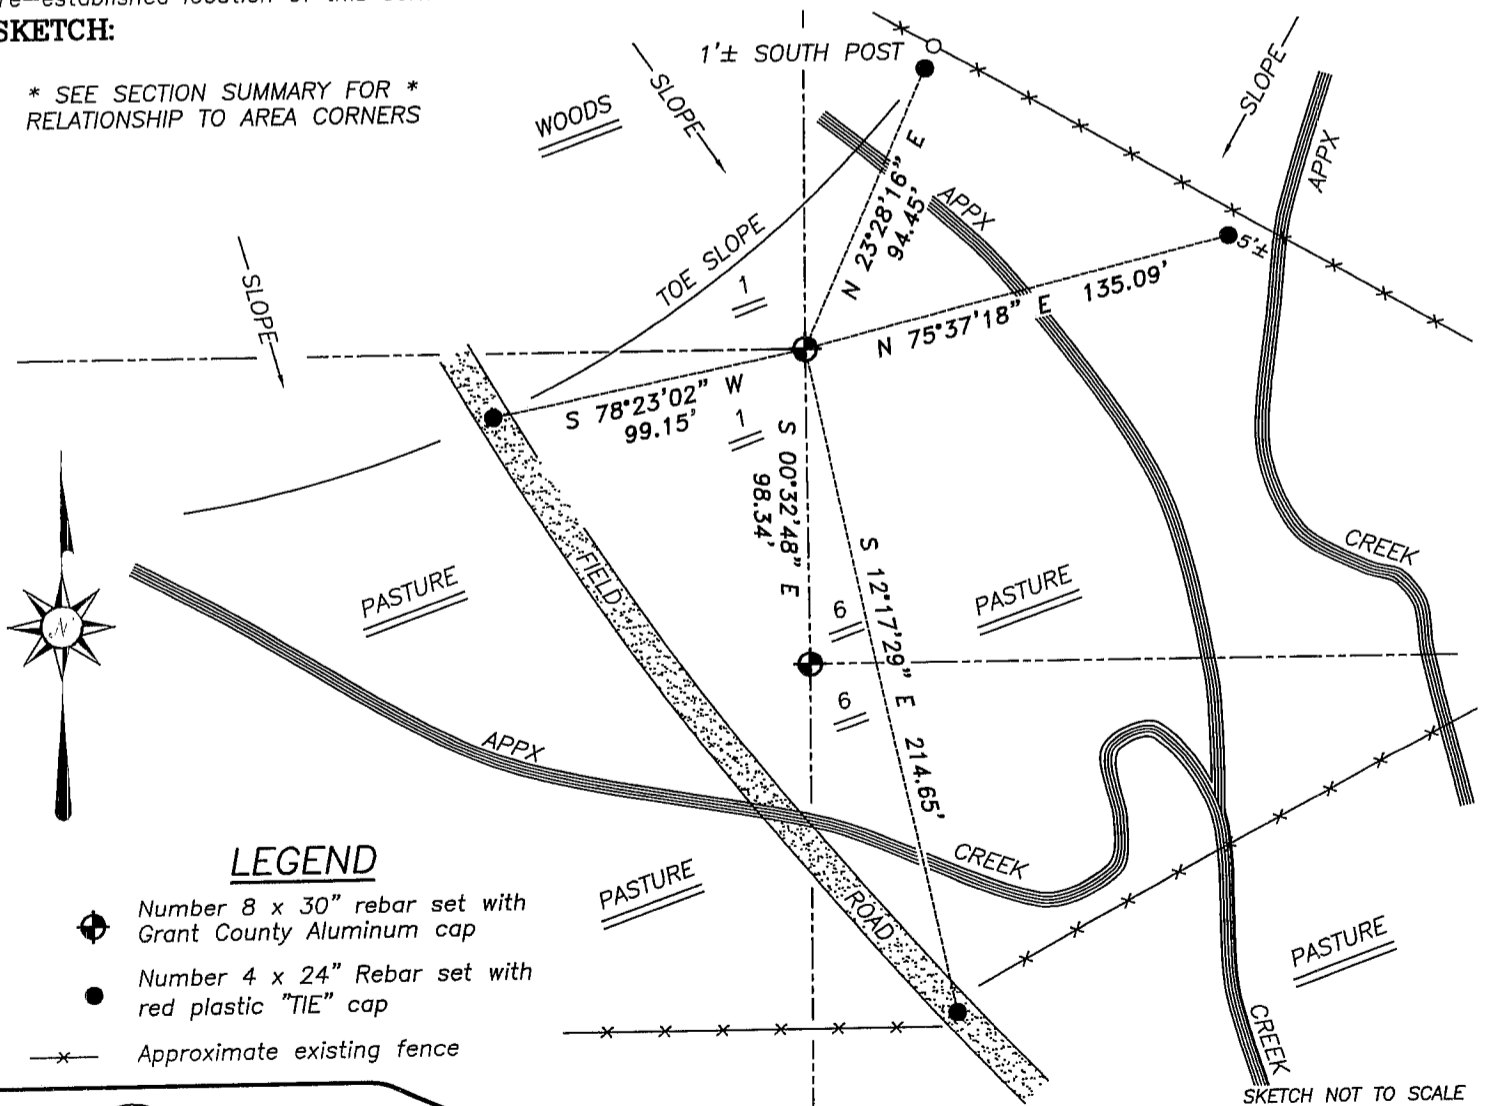 SKETCH:
* SEE SECTION SUMMARY FOR *
RELATIONSHIP TO AREA CORNERS
1'± SOUTH POST
SLOPE
SLOPE
WOODS
APPX
N 23°28'16" E
94.45'
APPX
TOE SLOPE
5'±
SLOPE
1
N 75°37'18" E 135.09'
S 78°23'02" W
99.15'
1
S 00°32'48" E
98.34'
S 12°17'29" E 214.65'
CREEK
FIELD
PASTURE
PASTURE
6
N
6
APPX
LEGEND
CREEK
PASTURE
Number 8 x 30" rebar set with
Grant County Aluminum cap
ROAD
PASTURE
Number 4 x 24" Rebar set with
red plastic "TIE" cap
CREEK
Approximate existing fence
SKETCH NOT TO SCALE